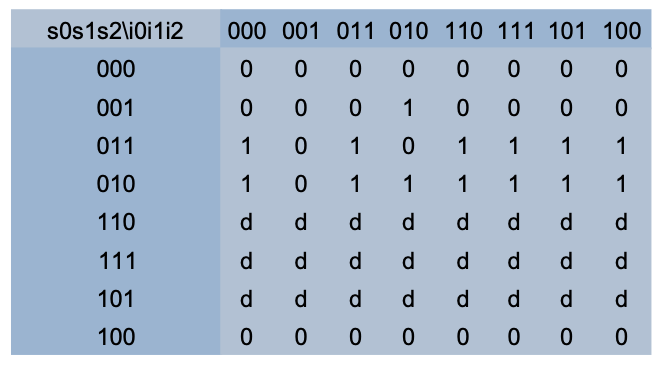 s0s1s2\i0i1i2 000 001 011 010 110 111 101 100
000 0 0 0 0 0 0 0 0
001 0 0 0 1 0 0 0 0
011 1 0 1 0 1 1 1 1
010 1 0 1 1 1 1 1 1
110 d d d d d d d d
111 d d d d d d d d
101 d d d d d d d d
100 0 0 0 0 0 0 0 0